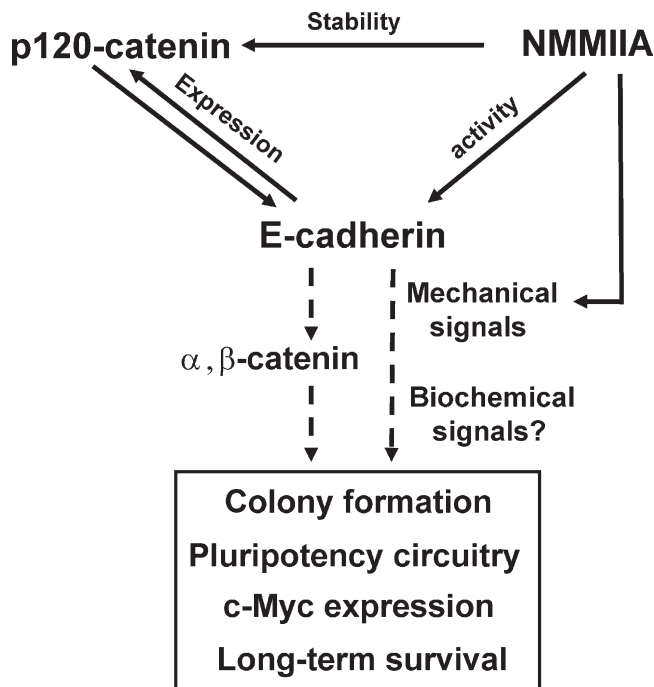 Stability
p120-catenin
NMMIIA
Expression
activity
E-cadherin
Mechanical
signals
α,β-catenin
Biochemical
signals?
Colony formation
Pluripotency circuitry
c-Myc expression
Long-term survival